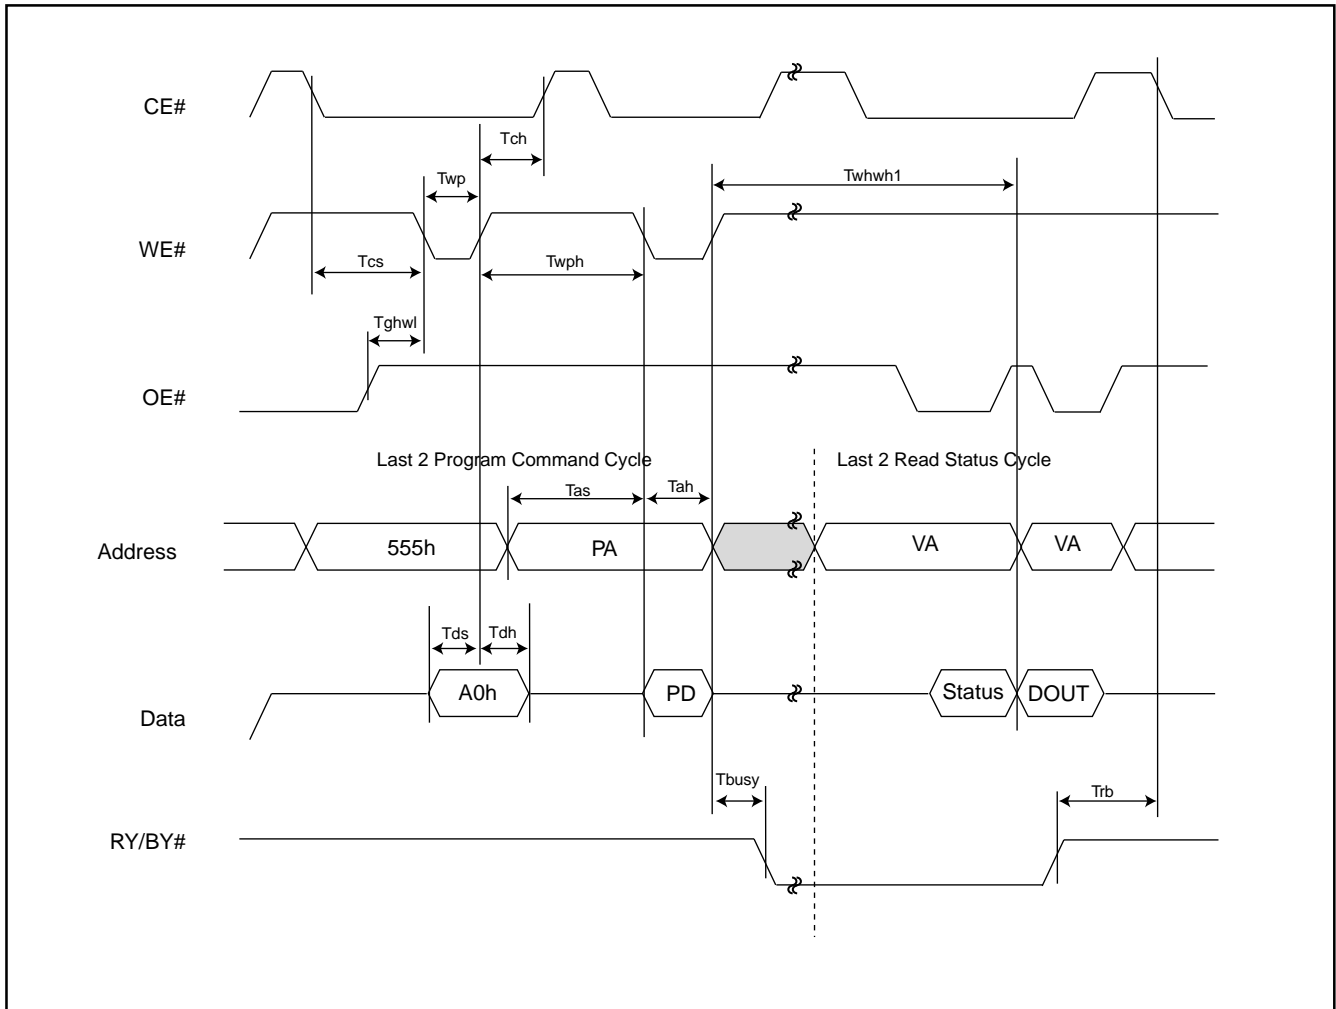 CE#
Tch
Twp
Twhwh1
WE#
Tcs
Twph
Tghwl
OE#
Last 2 Program Command Cycle
Last 2 Read Status Cycle
Tas
Tah
Address
555h
PA
VA
VA
Tds
Tdh
Data
A0h
PD
Status
DOUT
Tbusy
Trb
RY/BY#